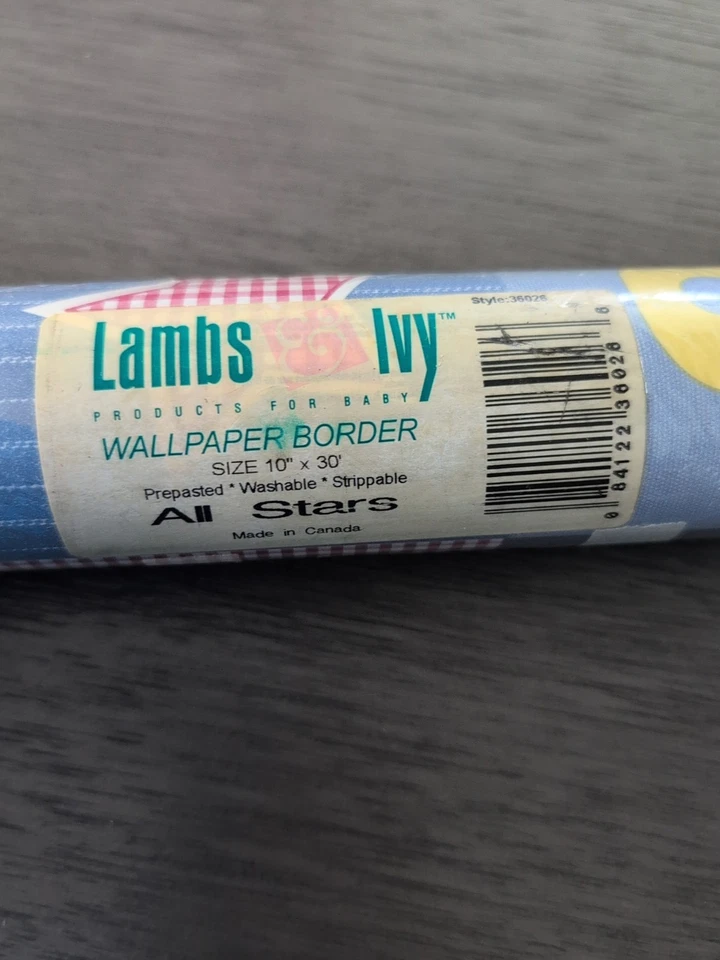 Lambs & Ivy™
PRODUCTS FOR BABY
WALLPAPER BORDER
SIZE 10" x 30'
Prepasted * Washable * Strippable
All Stars
Made in Canada
Style:36026
0 84122 36026 6